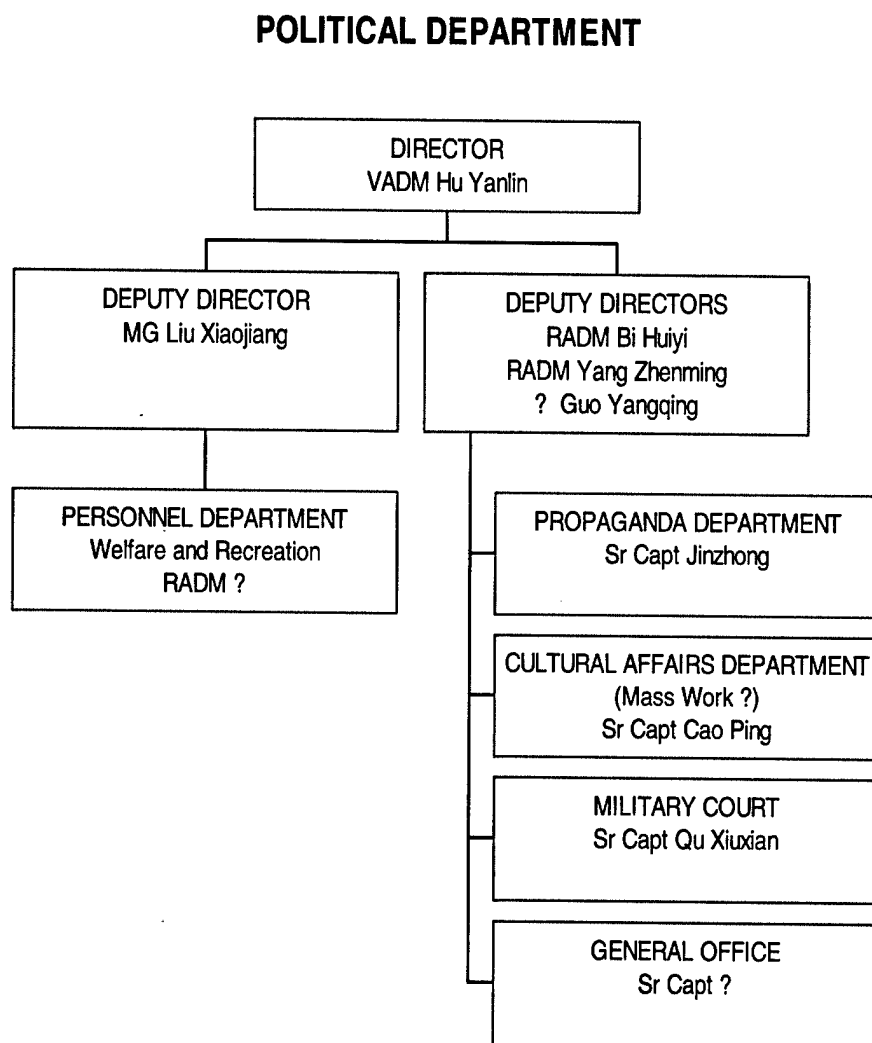 POLITICAL DEPARTMENT
DIRECTOR
VADM Hu Yanlin
DEPUTY DIRECTOR
MG Liu Xiaojiang
DEPUTY DIRECTORS
RADM Bi Huiyi
RADM Yang Zhenming
? Guo Yangqing
PERSONNEL DEPARTMENT
Welfare and Recreation
RADM ?
PROPAGANDA DEPARTMENT
Sr Capt Jinzhong
CULTURAL AFFAIRS DEPARTMENT
(Mass Work ?)
Sr Capt Cao Ping
MILITARY COURT
Sr Capt Qu Xiuxian
GENERAL OFFICE
Sr Capt ?